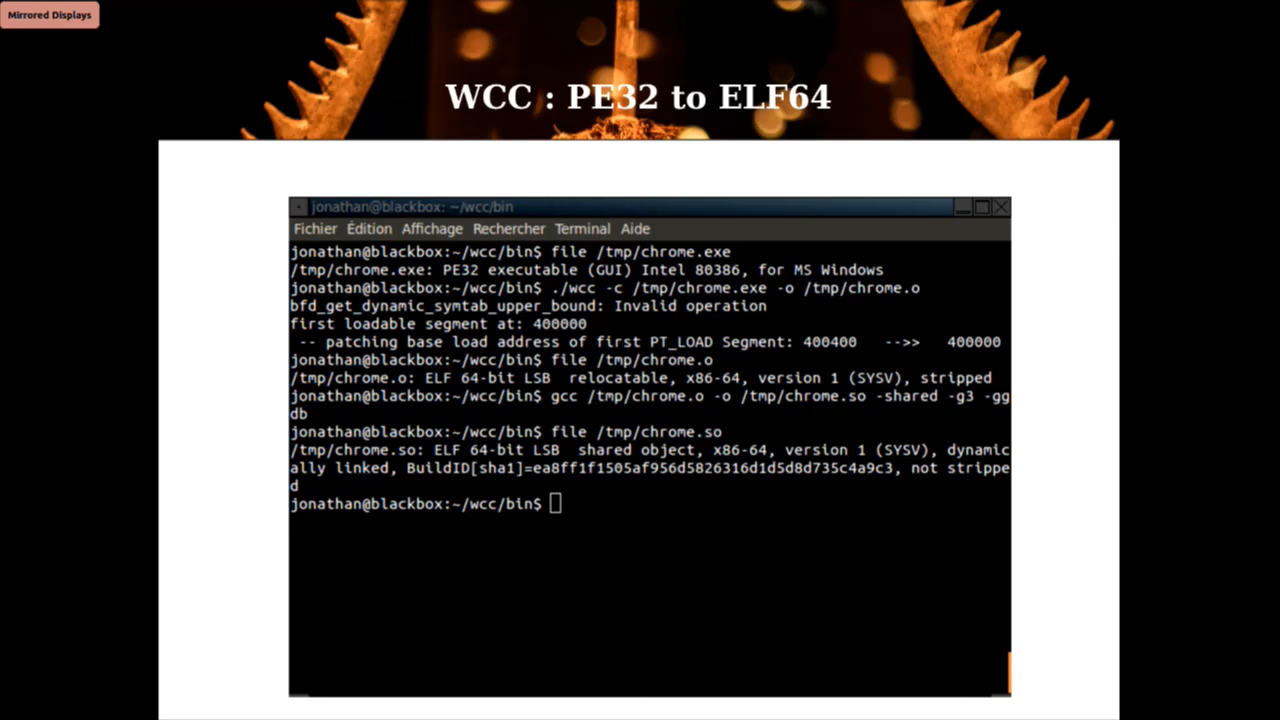 Mirrored Displays
WCC : PE32 to ELF64
jonathan@blackbox: ~/wcc/bin
Fichier Édition Affichage Rechercher Terminal Aide
jonathan@blackbox:~/wcc/bin$ file /tmp/chrome.exe
/tmp/chrome.exe: PE32 executable (GUI) Intel 80386, for MS Windows
jonathan@blackbox:~/wcc/bin$ ./wcc -c /tmp/chrome.exe -o /tmp/chrome.o
bfd_get_dynamic_symtab_upper_bound: Invalid operation
first loadable segment at: 400000
-- patching base load address of first PT_LOAD Segment: 400400 -->> 400000
jonathan@blackbox:~/wcc/bin$ file /tmp/chrome.o
/tmp/chrome.o: ELF 64-bit LSB relocatable, x86-64, version 1 (SYSV), stripped
jonathan@blackbox:~/wcc/bin$ gcc /tmp/chrome.o -o /tmp/chrome.so -shared -g3 -gg
db
jonathan@blackbox:~/wcc/bin$ file /tmp/chrome.so
/tmp/chrome.so: ELF 64-bit LSB shared object, x86-64, version 1 (SYSV), dynamic
ally linked, BuildID[sha1]=ea8ff1f1505af956d5826316d1d5d8d735c4a9c3, not strippe
d
jonathan@blackbox:~/wcc/bin$